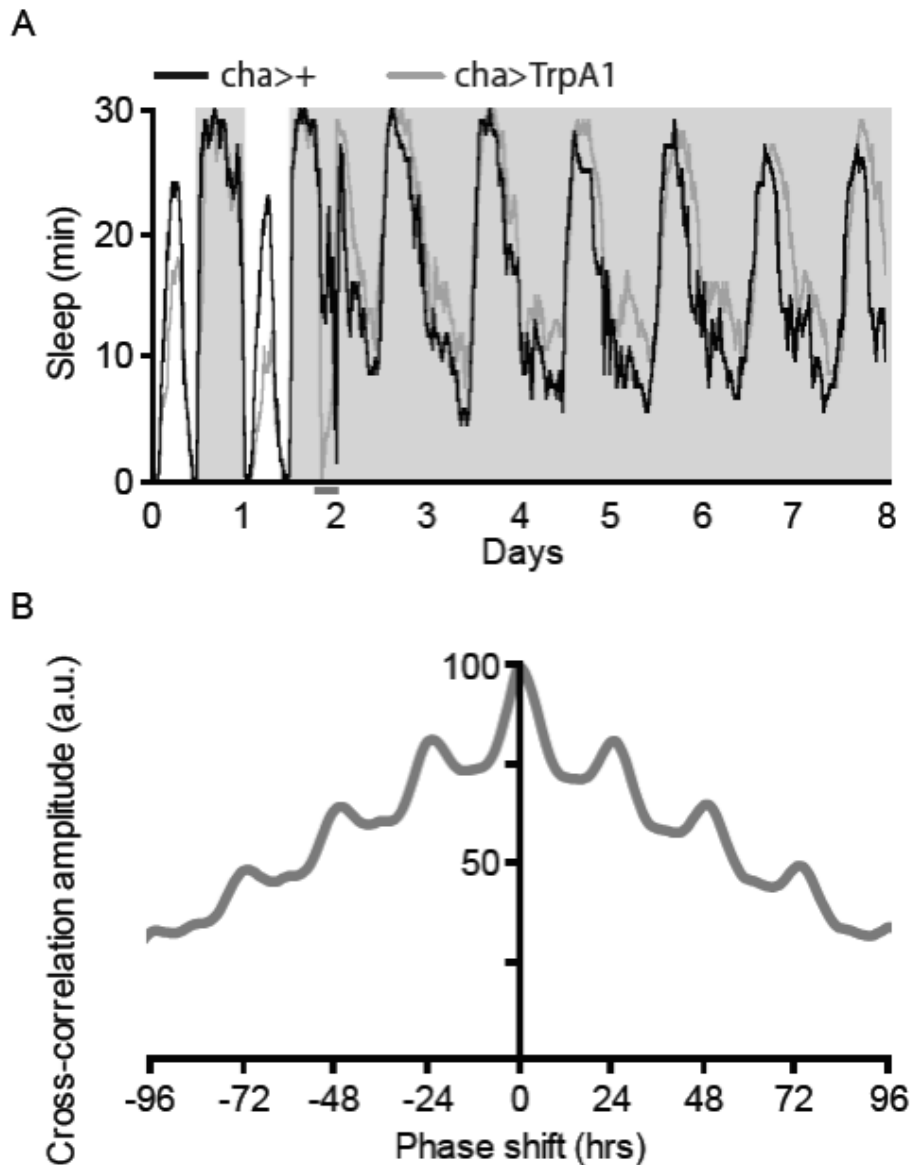 A
cha>+ cha>TrpA1
30
20
10
0
Sleep (min)
0 1 2 3 4 5 6 7 8
Days
B
Cross-correlation amplitude (a.u.)
100
50
-96 -72 -48 -24 0 24 48 72 96
Phase shift (hrs)